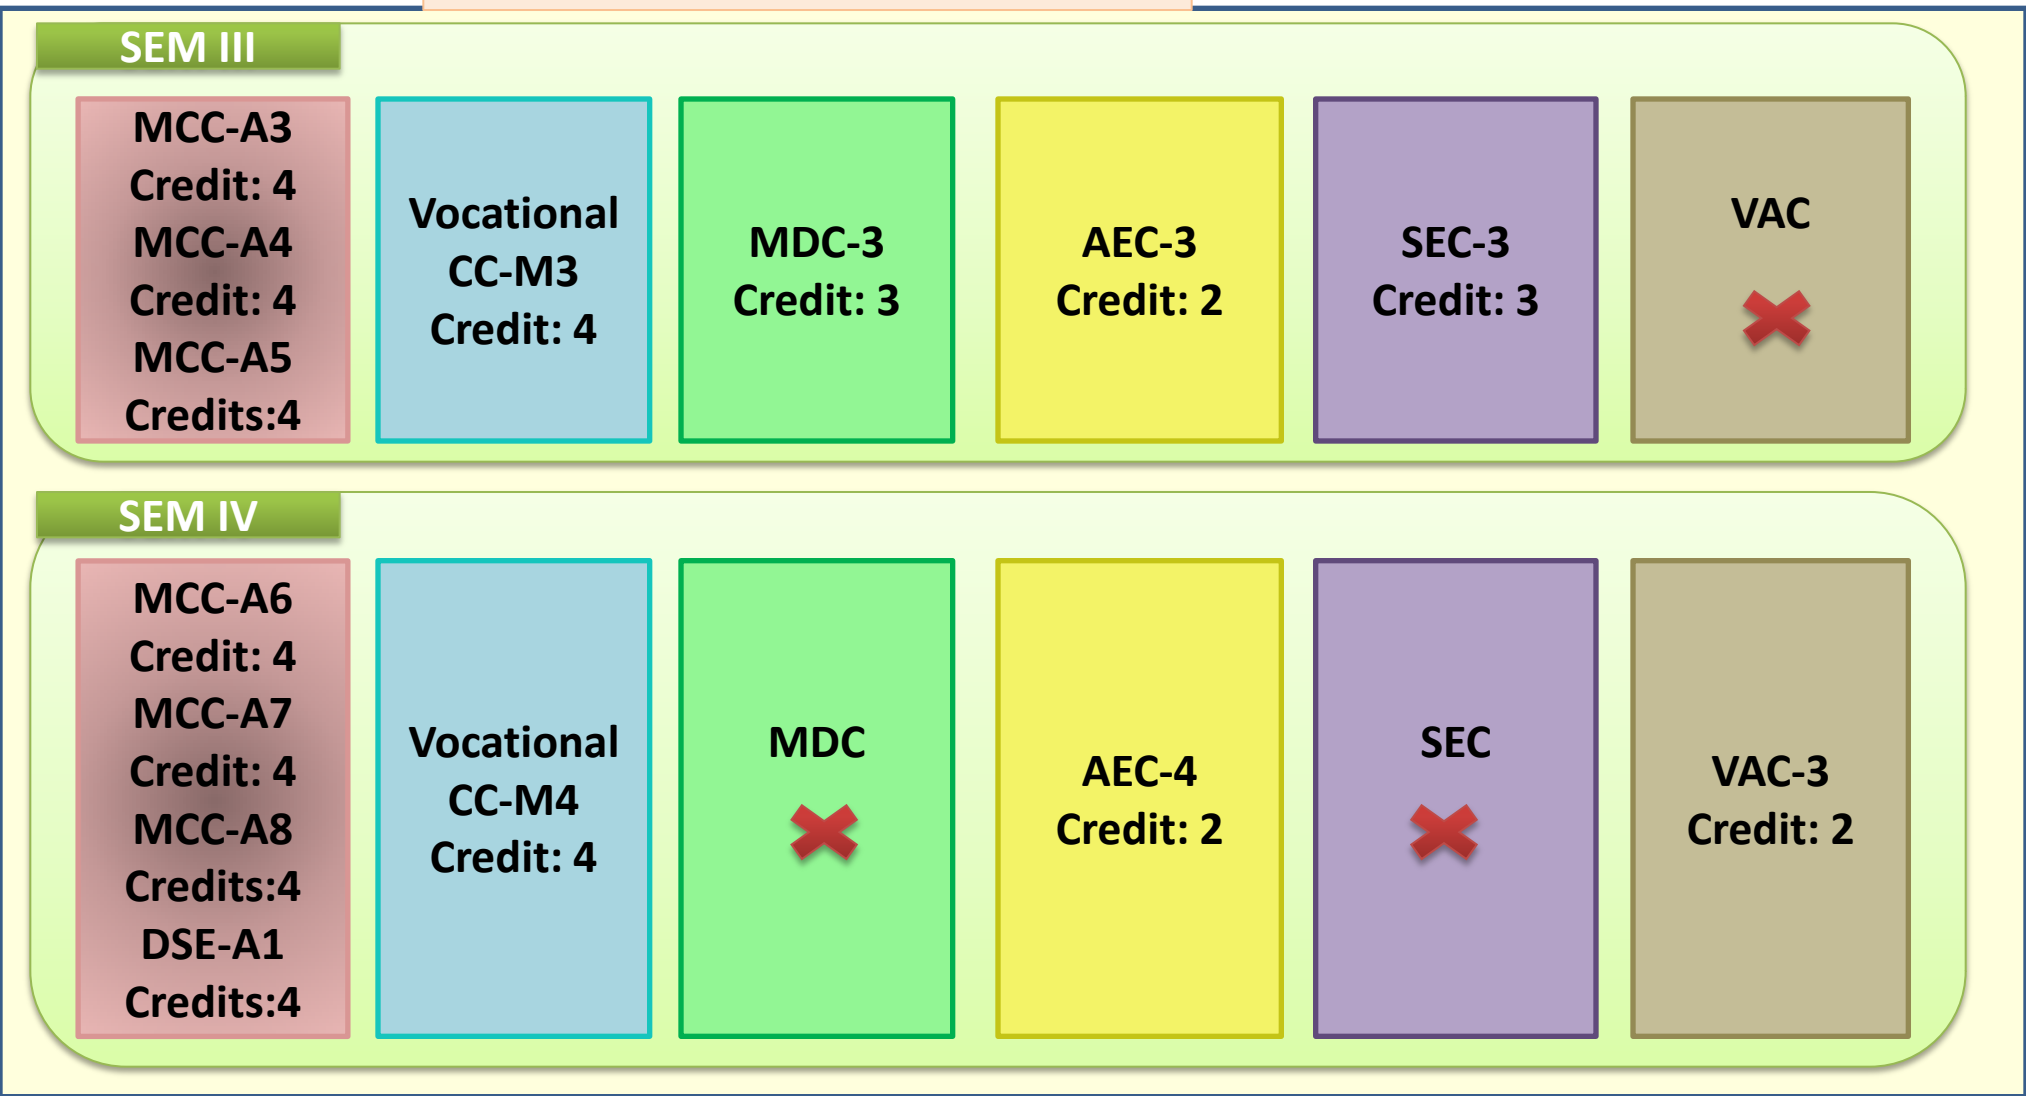 SEM III
MCC-A3
Credit: 4
MCC-A4
Credit: 4
MCC-A5
Credits:4
Vocational
CC-M3
Credit: 4
MDC-3
Credit: 3
AEC-3
Credit: 2
SEC-3
Credit: 3
VAC
SEM IV
MCC-A6
Credit: 4
MCC-A7
Credit: 4
MCC-A8
Credits:4
DSE-A1
Credits:4
Vocational
CC-M4
Credit: 4
MDC
AEC-4
Credit: 2
SEC
VAC-3
Credit: 2